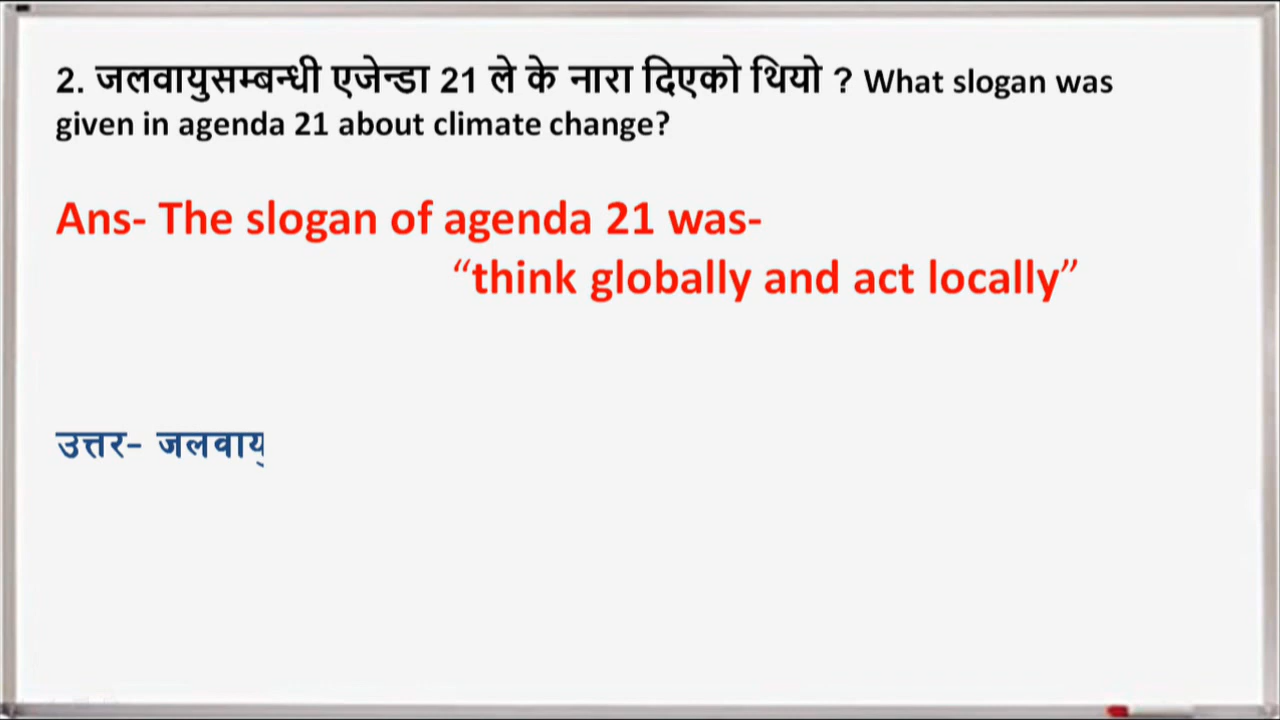 2. जलवायुसम्बन्धी एजेन्डा 21 ले के नारा दिएको थियो ? What slogan was
given in agenda 21 about climate change?
Ans- The slogan of agenda 21 was-
“think globally and act locally”
उत्तर- जलवाय्